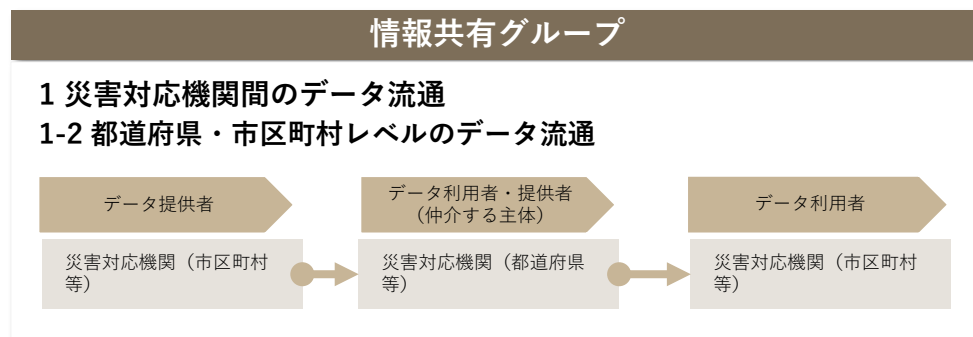 情報共有グループ
1 災害対応機関間のデータ流通
1-2 都道府県・市区町村レベルのデータ流通
データ提供者
データ利用者・提供者
（仲介する主体）
データ利用者
災害対応機関（市区町村
等）
災害対応機関（都道府県
等）
災害対応機関（市区町村
等）